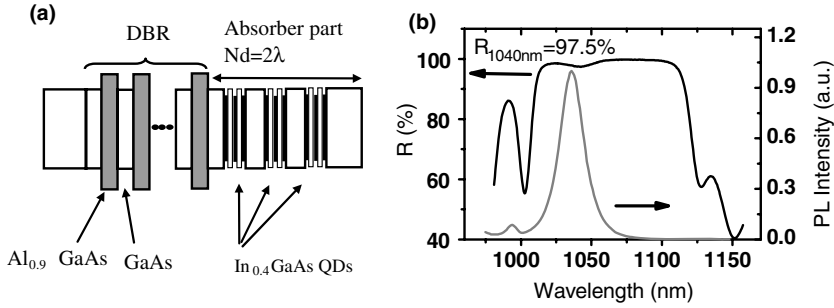 (a)
DBR
Absorber part
Nd=2λ
Al0.9 GaAs
GaAs
In0.4GaAs QDs
(b)
R1040nm=97.5%
100
80
60
40
R (%)
1.2
0.9
0.6
0.3
0.0
PL Intensity (a.u.)
1000 1050 1100 1150
Wavelength (nm)